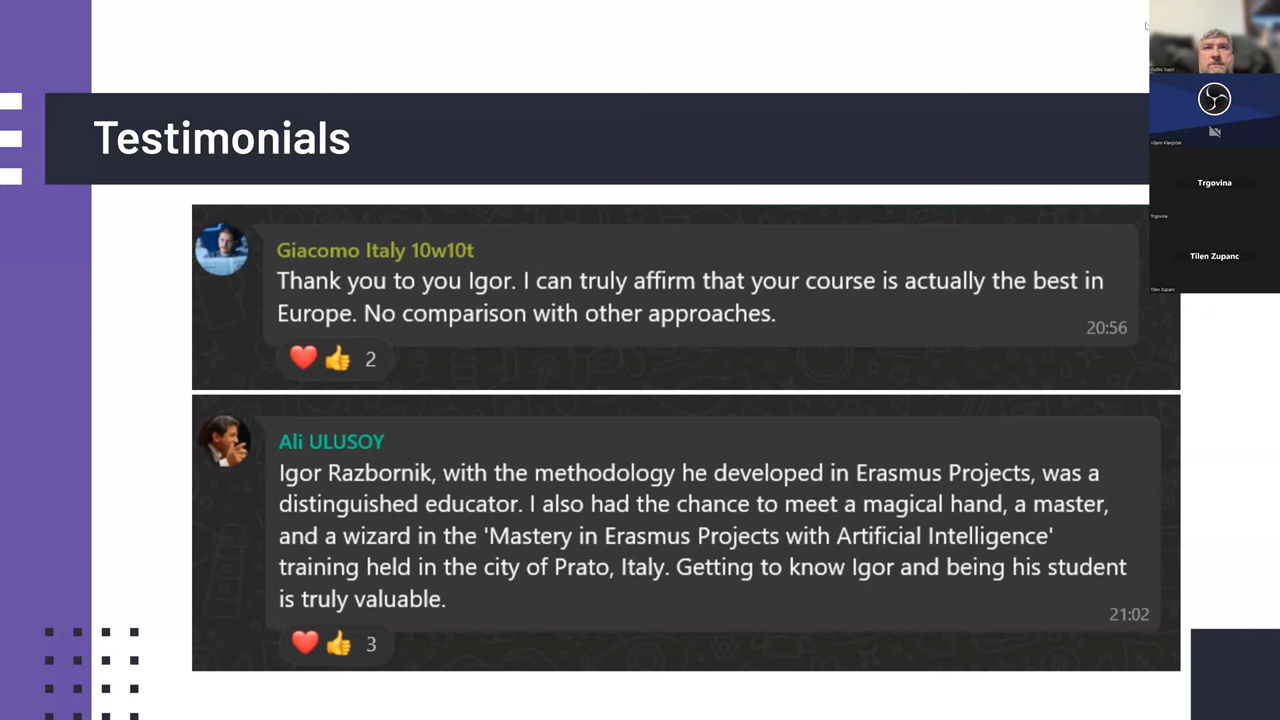 Testimonials
Giacomo Italy 10w10t
Thank you to you Igor. I can truly affirm that your course is actually the best in
Europe. No comparison with other approaches.
20:56
2
Ali ULUSOY
Igor Razbornik, with the methodology he developed in Erasmus Projects, was a
distinguished educator. I also had the chance to meet a magical hand, a master,
and a wizard in the 'Mastery in Erasmus Projects with Artificial Intelligence'
training held in the city of Prato, Italy. Getting to know Igor and being his student
is truly valuable.
21:02
3
Trgovina
Trgovina
Tilen Zupanc
Tilen Zupanc